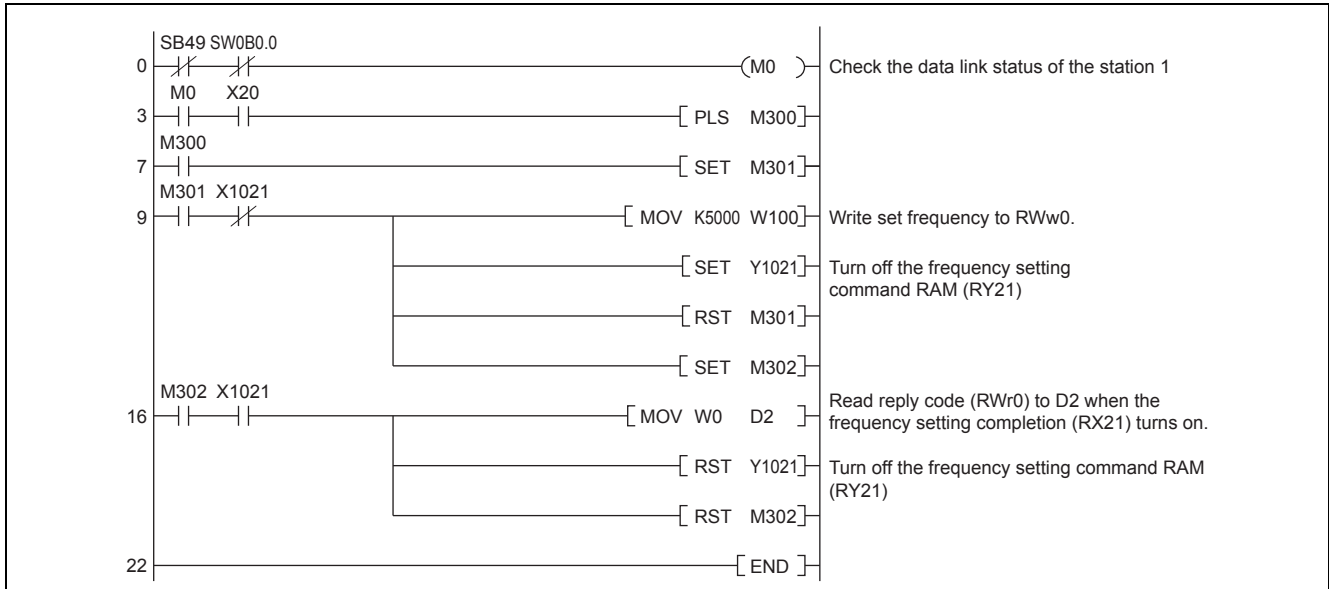 SB49 SW0B0.0
0 (M0 ) Check the data link status of the station 1
M0 X20
3 [ PLS M300]
M300
7 [ SET M301]
M301 X1021
9 [ MOV K5000 W100] Write set frequency to RWw0.
[ SET Y1021] Turn off the frequency setting
command RAM (RY21)
[ RST M301]
[ SET M302]
M302 X1021
16 [ MOV W0 D2 ] Read reply code (RWr0) to D2 when the
frequency setting completion (RX21) turns on.
[ RST Y1021] Turn off the frequency setting command RAM
(RY21)
[ RST M302]
22 [ END ]